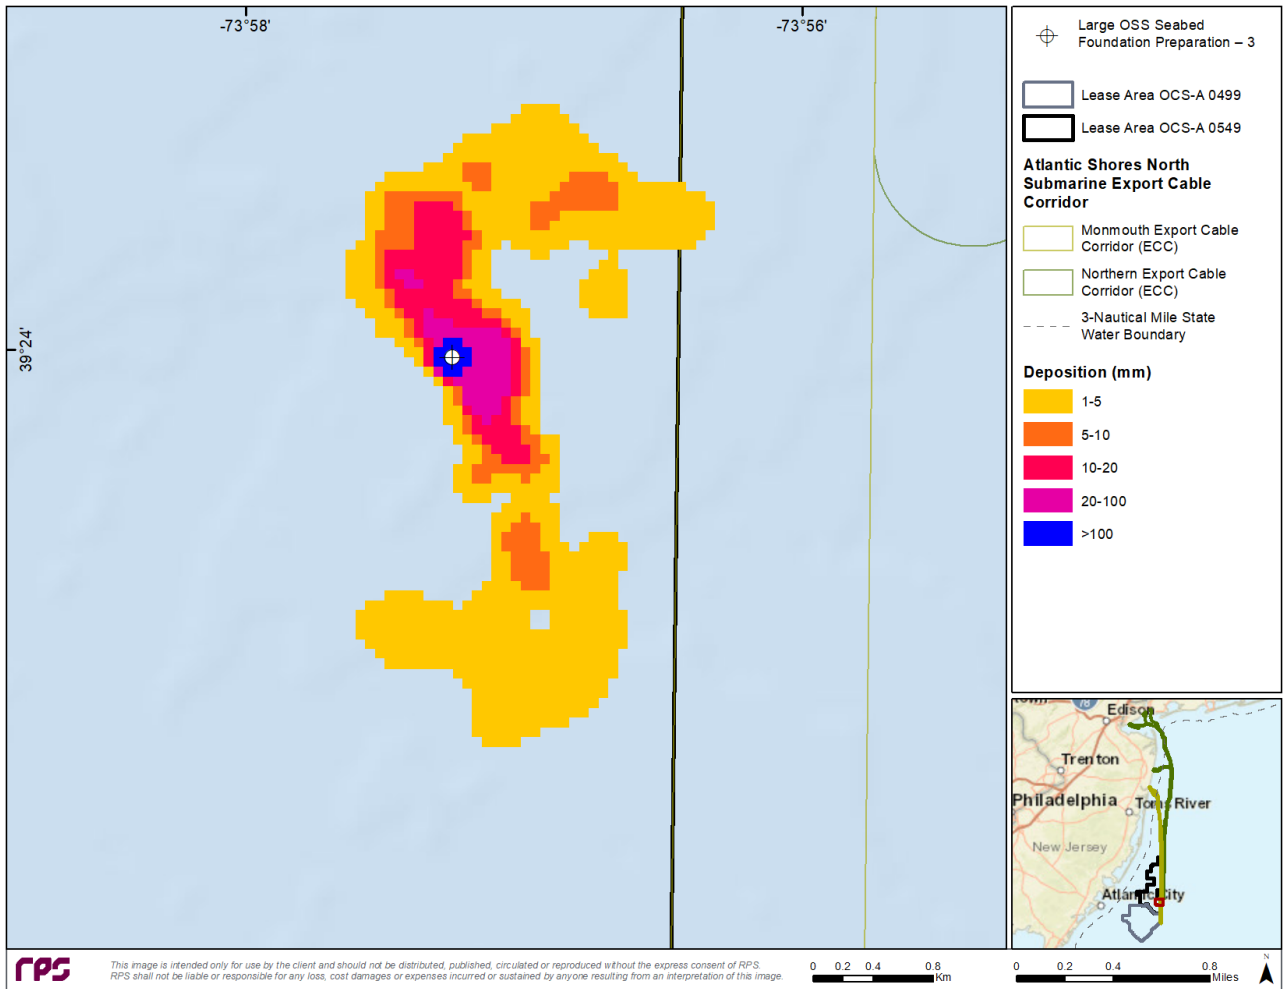 -73°58'
-73°56'
39°24'
Large OSS Seabed
Foundation Preparation – 3
Lease Area OCS-A 0499
Lease Area OCS-A 0549
Atlantic Shores North
Submarine Export Cable
Corridor
Monmouth Export Cable
Corridor (ECC)
Northern Export Cable
Corridor (ECC)
3-Nautical Mile State
Water Boundary
Deposition (mm)
1-5
5-10
10-20
20-100
>100
78
Edison
Trenton
Philadelphia
Toms River
New Jersey
Atlantic City
rps
This image is intended only for use by the client and should not be distributed, published, circulated or reproduced without the express consent of RPS.
RPS shall not be liable or responsible for any loss, cost damages or expenses incurred or sustained by anyone resulting from an interpretation of this image.
0 0.2 0.4 0.8
Km
0 0.2 0.4 0.8
Miles
N